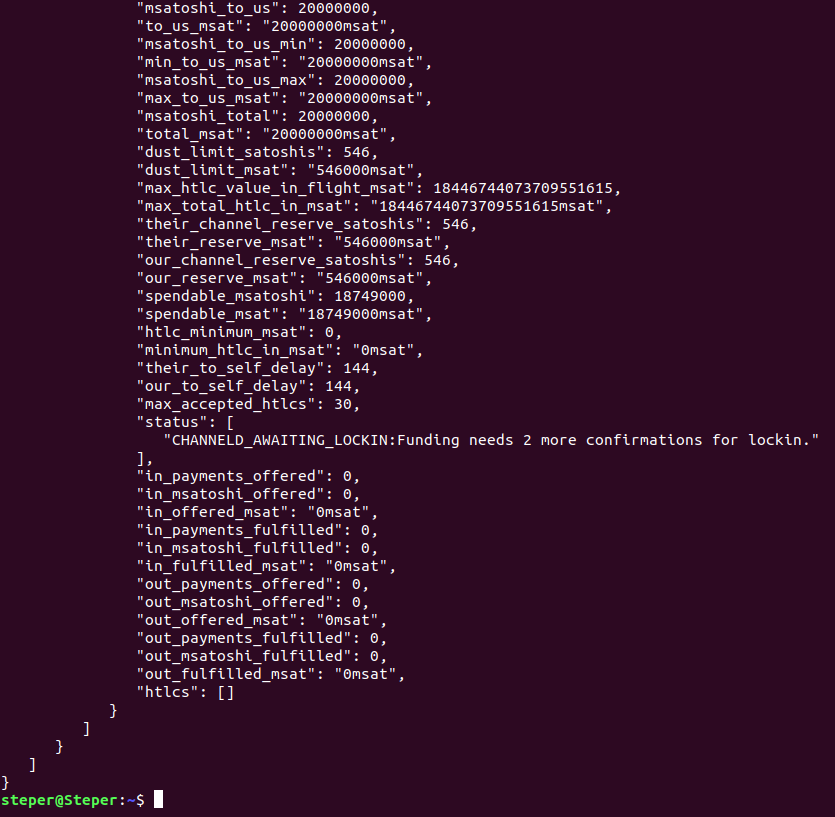 "msatoshi_to_us": 20000000,
"to_us_msat": "20000000msat",
"msatoshi_to_us_min": 20000000,
"min_to_us_msat": "20000000msat",
"msatoshi_to_us_max": 20000000,
"max_to_us_msat": "20000000msat",
"msatoshi_total": 20000000,
"total_msat": "20000000msat",
"dust_limit_satoshis": 546,
"dust_limit_msat": "546000msat",
"max_htlc_value_in_flight_msat": 18446744073709551615,
"max_total_htlc_in_msat": "18446744073709551615msat",
"their_channel_reserve_satoshis": 546,
"their_reserve_msat": "546000msat",
"our_channel_reserve_satoshis": 546,
"our_reserve_msat": "546000msat",
"spendable_msatoshi": 18749000,
"spendable_msat": "18749000msat",
"htlc_minimum_msat": 0,
"minimum_htlc_in_msat": "0msat",
"their_to_self_delay": 144,
"our_to_self_delay": 144,
"max_accepted_htlcs": 30,
"status": [
"CHANNELD_AWAITING_LOCKIN:Funding needs 2 more confirmations for lockin."
],
"in_payments_offered": 0,
"in_msatoshi_offered": 0,
"in_offered_msat": "0msat",
"in_payments_fulfilled": 0,
"in_msatoshi_fulfilled": 0,
"in_fulfilled_msat": "0msat",
"out_payments_offered": 0,
"out_msatoshi_offered": 0,
"out_offered_msat": "0msat",
"out_payments_fulfilled": 0,
"out_msatoshi_fulfilled": 0,
"out_fulfilled_msat": "0msat",
"htlcs": []
}
]
}
]
}
steper@Steper:~$